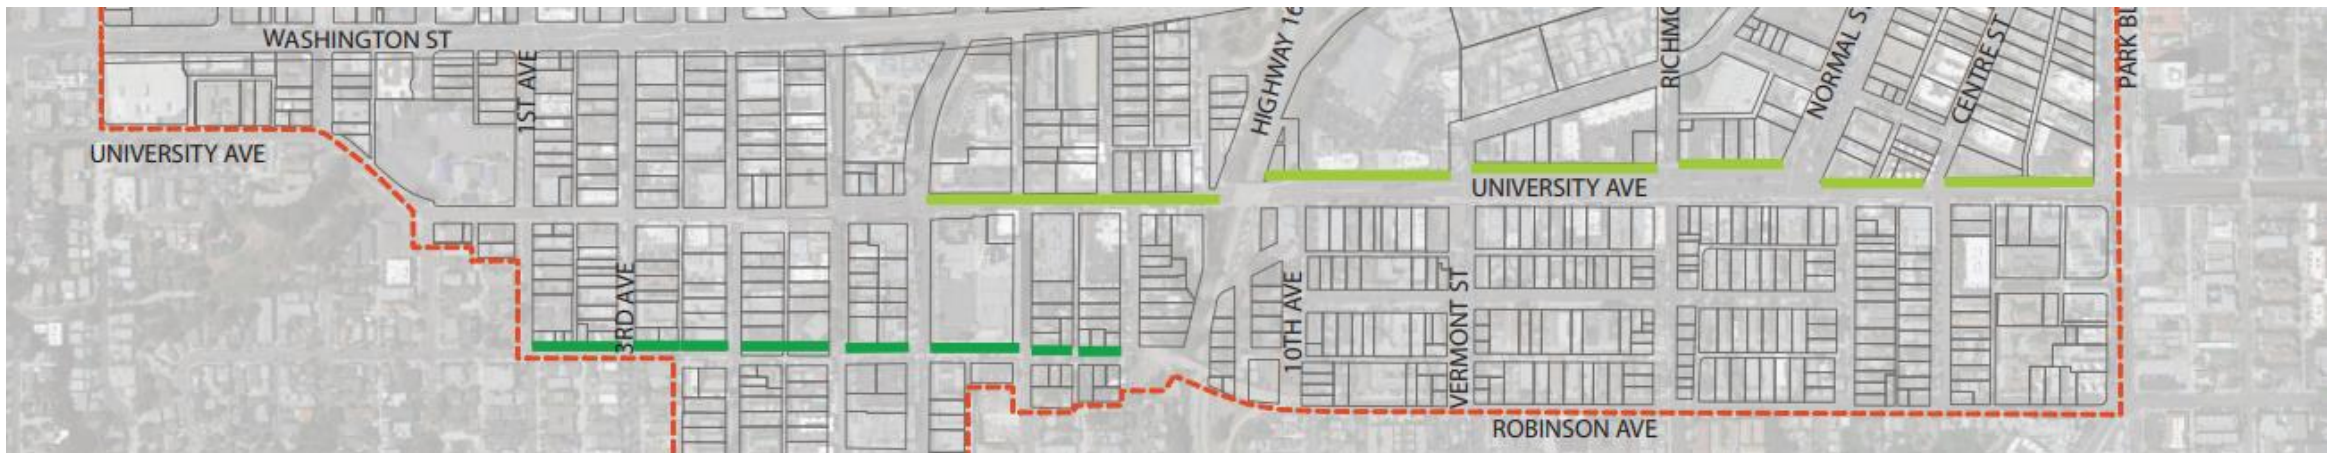 WASHINGTON ST
UNIVERSITY AVE
1ST AVE
3RD AVE
HIGHWAY 16
10TH AVE
VERMONT ST
UNIVERSITY AVE
RICHMO
NORMAL ST
CENTRE ST
PARK BL
ROBINSON AVE